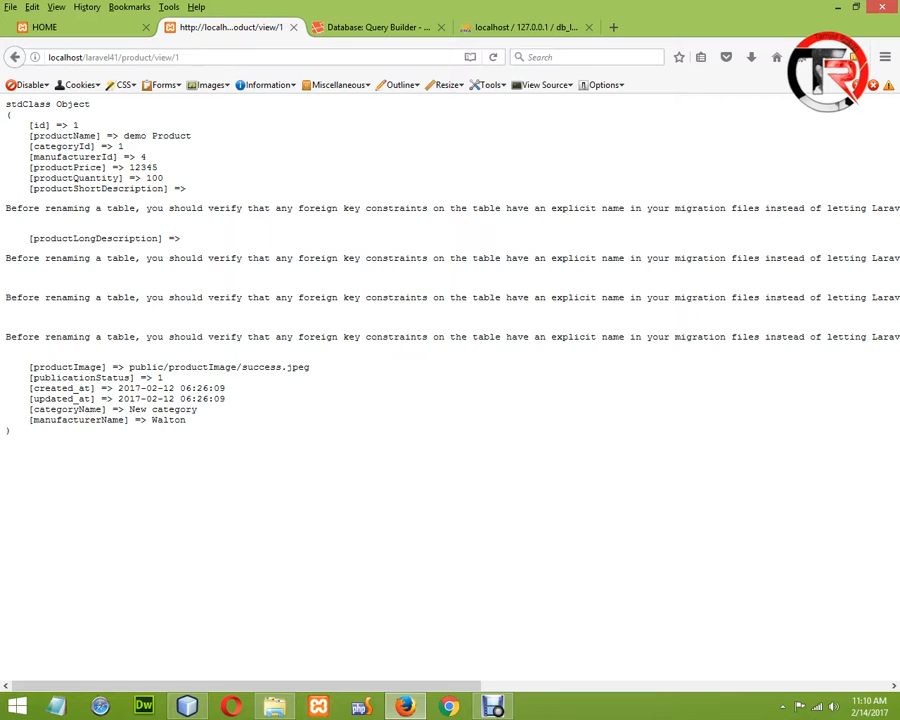 File Edit View History Bookmarks Tools Help
HOME × http://localh...oduct/view/1 × Database: Query Builder - ... × localhost / 127.0.0.1 / db_l... ×
localhost/laravel41/product/view/1 Search
Disable Cookies CSS Forms Images Information Miscellaneous Outline Resize Tools View Source Options
stdClass Object
(
[id] => 1
[productName] => demo Product
[categoryId] => 1
[manufacturerId] => 4
[productPrice] => 12345
[productQuantity] => 100
[productShortDescription] =>
Before renaming a table, you should verify that any foreign key constraints on the table have an explicit name in your migration files instead of letting Larav
[productLongDescription] =>
Before renaming a table, you should verify that any foreign key constraints on the table have an explicit name in your migration files instead of letting Larav
Before renaming a table, you should verify that any foreign key constraints on the table have an explicit name in your migration files instead of letting Larav
Before renaming a table, you should verify that any foreign key constraints on the table have an explicit name in your migration files instead of letting Larav
[productImage] => public/productImage/success.jpeg
[publicationStatus] => 1
[created_at] => 2017-02-12 06:26:09
[updated_at] => 2017-02-12 06:26:09
[categoryName] => New category
[manufacturerName] => Walton
)
Dw
php
11:10 AM
2/14/2017